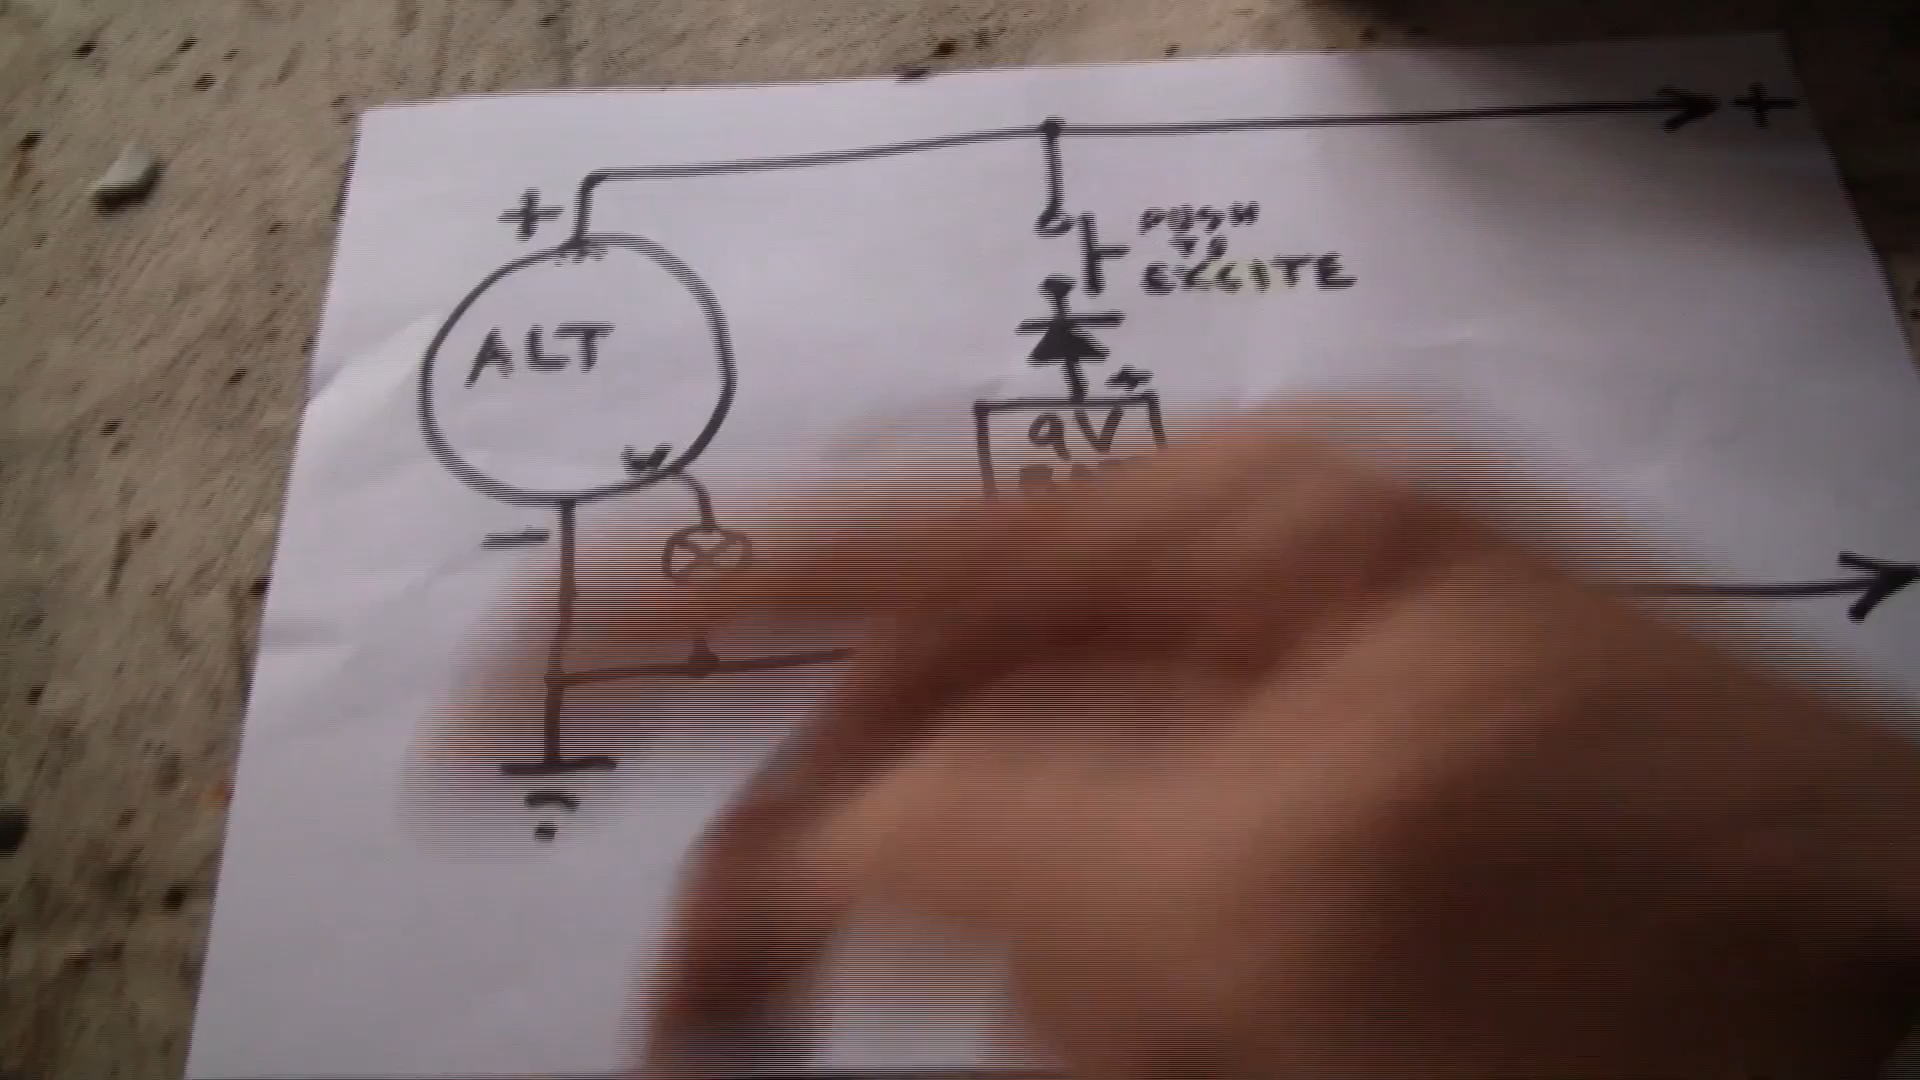 +
+
ALT
PUSH
TO
EXCITE
+
9V
W
-